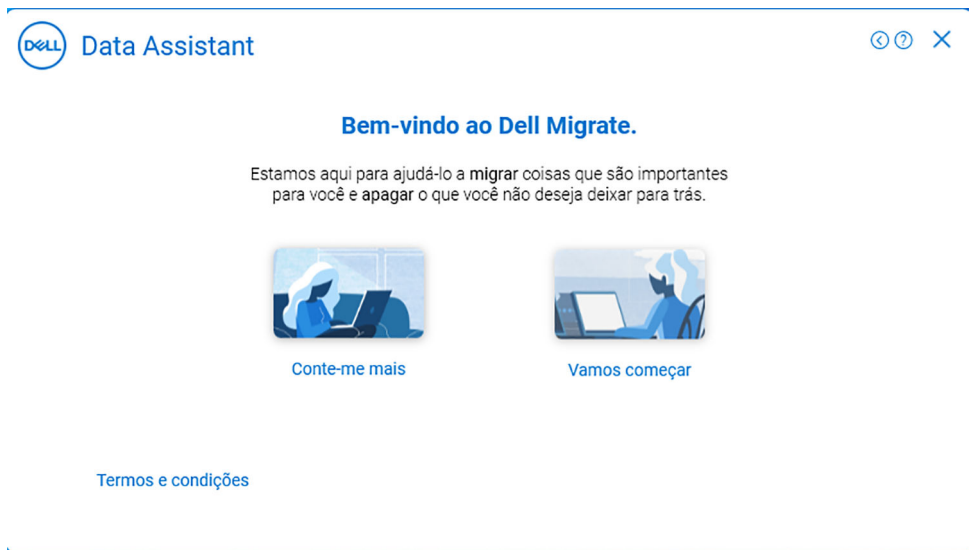 DELL
Data Assistant
Bem-vindo ao Dell Migrate.
Estamos aqui para ajudá-lo a migrar coisas que são importantes
para você e apagar o que você não deseja deixar para trás.
Conte-me mais
Vamos começar
Termos e condições